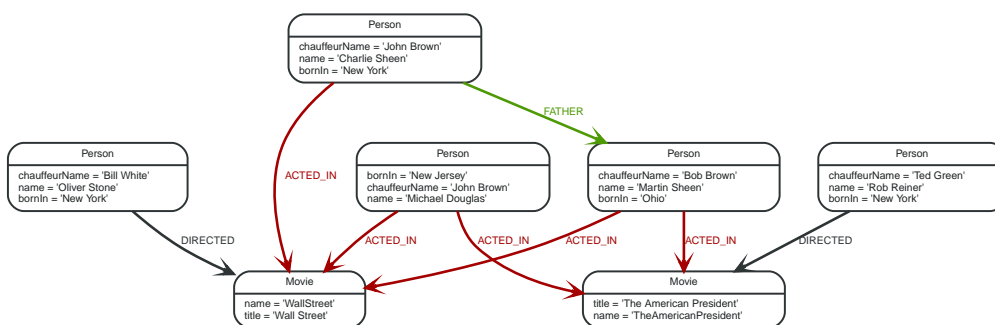 Person
chauffeurName = 'John Brown'
name = 'Charlie Sheen'
bornIn = 'New York'
FATHER
ACTED_IN
Person
chauffeurName = 'Bill White'
name = 'Oliver Stone'
bornIn = 'New York'
Person
bornIn = 'New Jersey'
chauffeurName = 'John Brown'
name = 'Michael Douglas'
Person
chauffeurName = 'Bob Brown'
name = 'Martin Sheen'
bornIn = 'Ohio'
Person
chauffeurName = 'Ted Green'
name = 'Rob Reiner'
bornIn = 'New York'
DIRECTED
ACTED_IN
ACTED_IN
ACTED_IN
ACTED_IN
DIRECTED
Movie
name = 'WallStreet'
title = 'Wall Street'
Movie
title = 'The American President'
name = 'TheAmericanPresident'